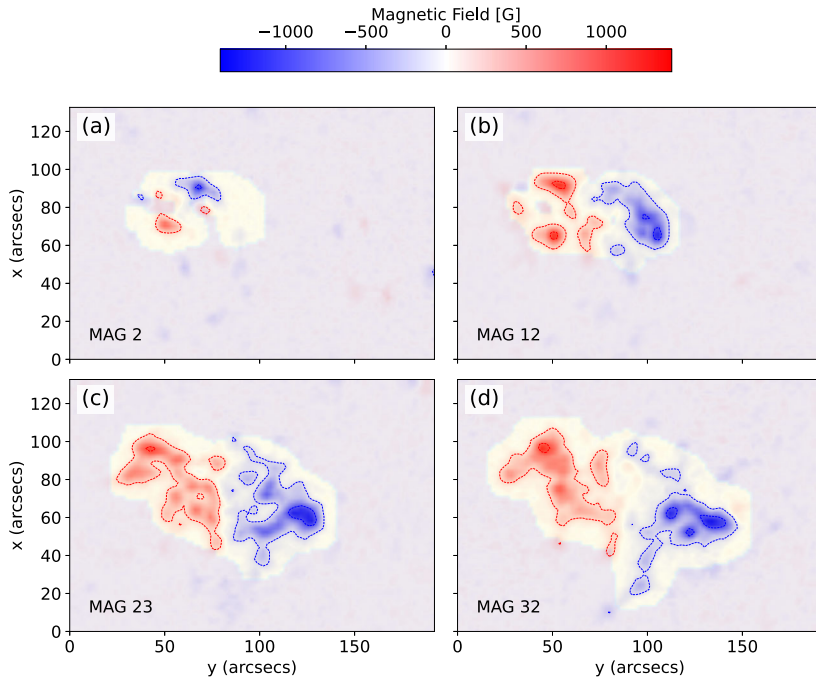 Magnetic Field [G]
−1000 −500 0 500 1000
(a)
(b)
120
100
80
60
40
20
0
x (arcsecs)
MAG 2
MAG 12
(c)
(d)
120
100
80
60
40
20
0
x (arcsecs)
MAG 23
MAG 32
0 50 100 150
0 50 100 150
y (arcsecs)
y (arcsecs)